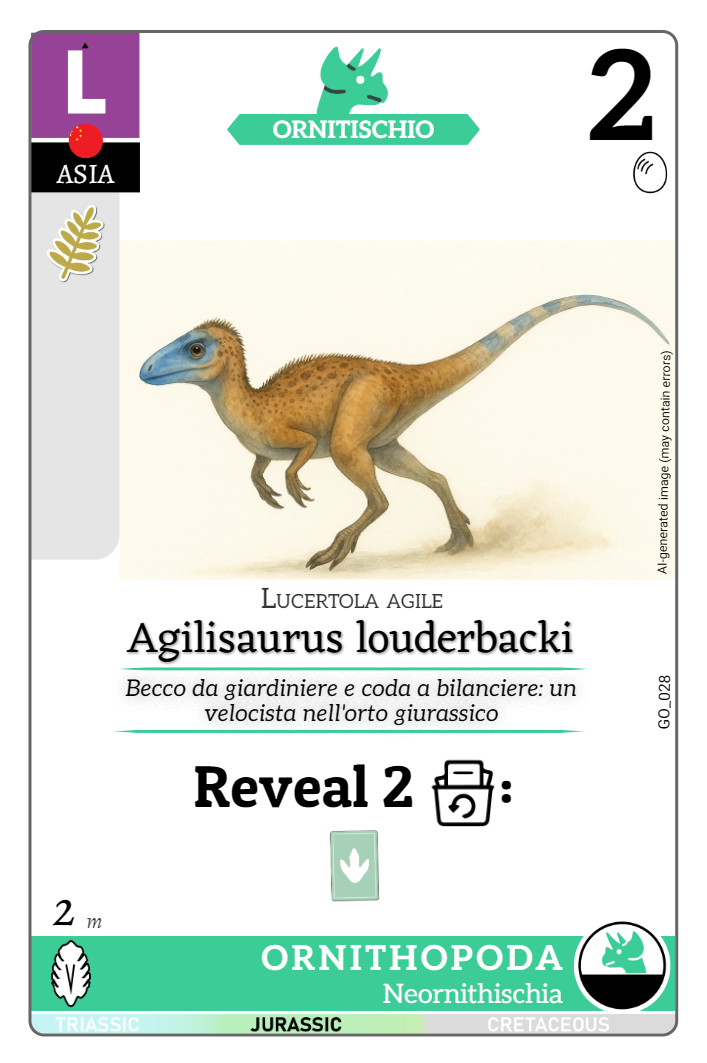 L
ORNITISCHIO
2
ASIA
AI-generated image (may contain errors)
Lucertola agile
Agilisaurus louderbacki
Becco da giardiniere e coda a bilanciere: un
velocista nell'orto giurassico
GO_028
Reveal 2 :
2 m
ORNITHOPODA
Neornithischia
TRIASSIC JURASSIC CRETACEOUS